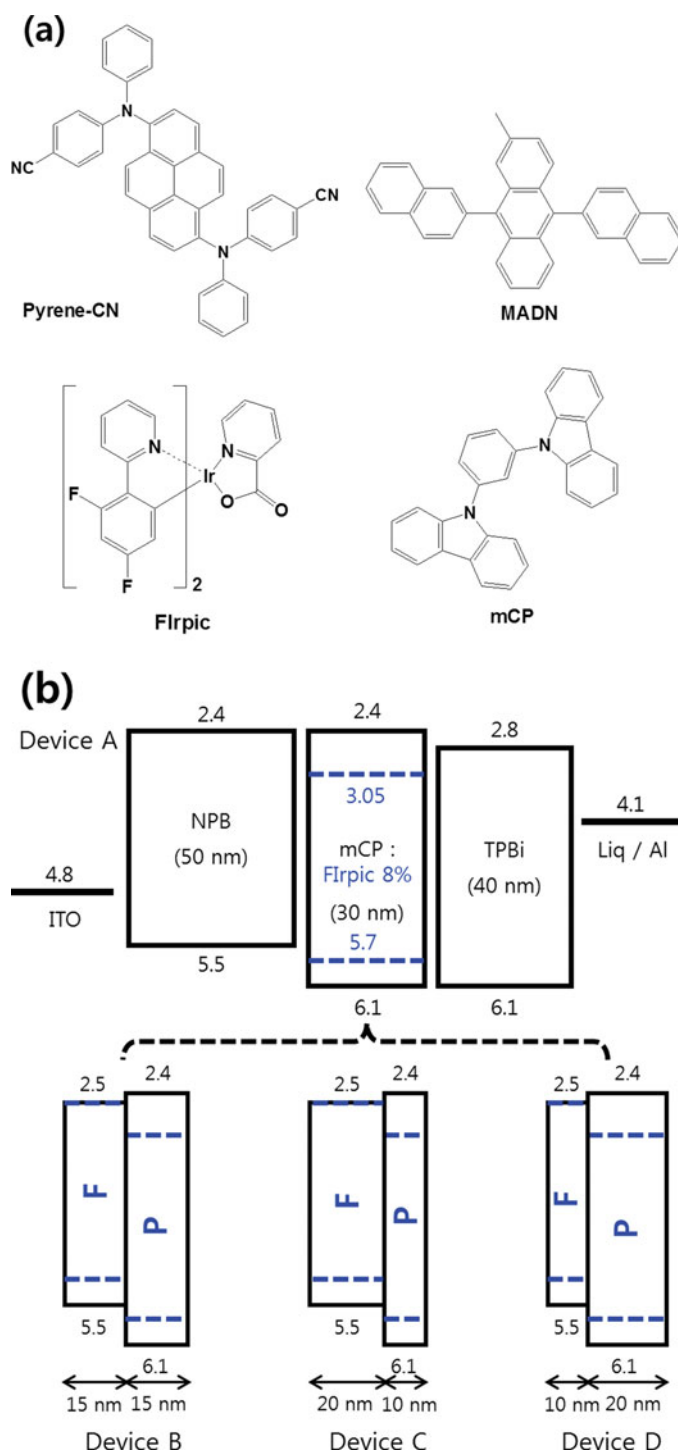 (a)
N
NC
CN
N
Pyrene-CN
MADN
N
N
Ir
F
O
O
F
2
FIrpic
N
N
mCP
(b)
Device A
2.4
2.4
2.8
3.05
4.1
NPB
(50 nm)
mCP :
FIrpic 8%
(30 nm)
TPBi
(40 nm)
Liq / Al
4.8
ITO
5.7
5.5
6.1
6.1
2.5
2.4
2.5
2.4
2.5
2.4
F
P
F
P
F
P
5.5
5.5
5.5
6.1
6.1
6.1
15 nm 15 nm
20 nm 10 nm
10 nm 20 nm
Device B
Device C
Device D